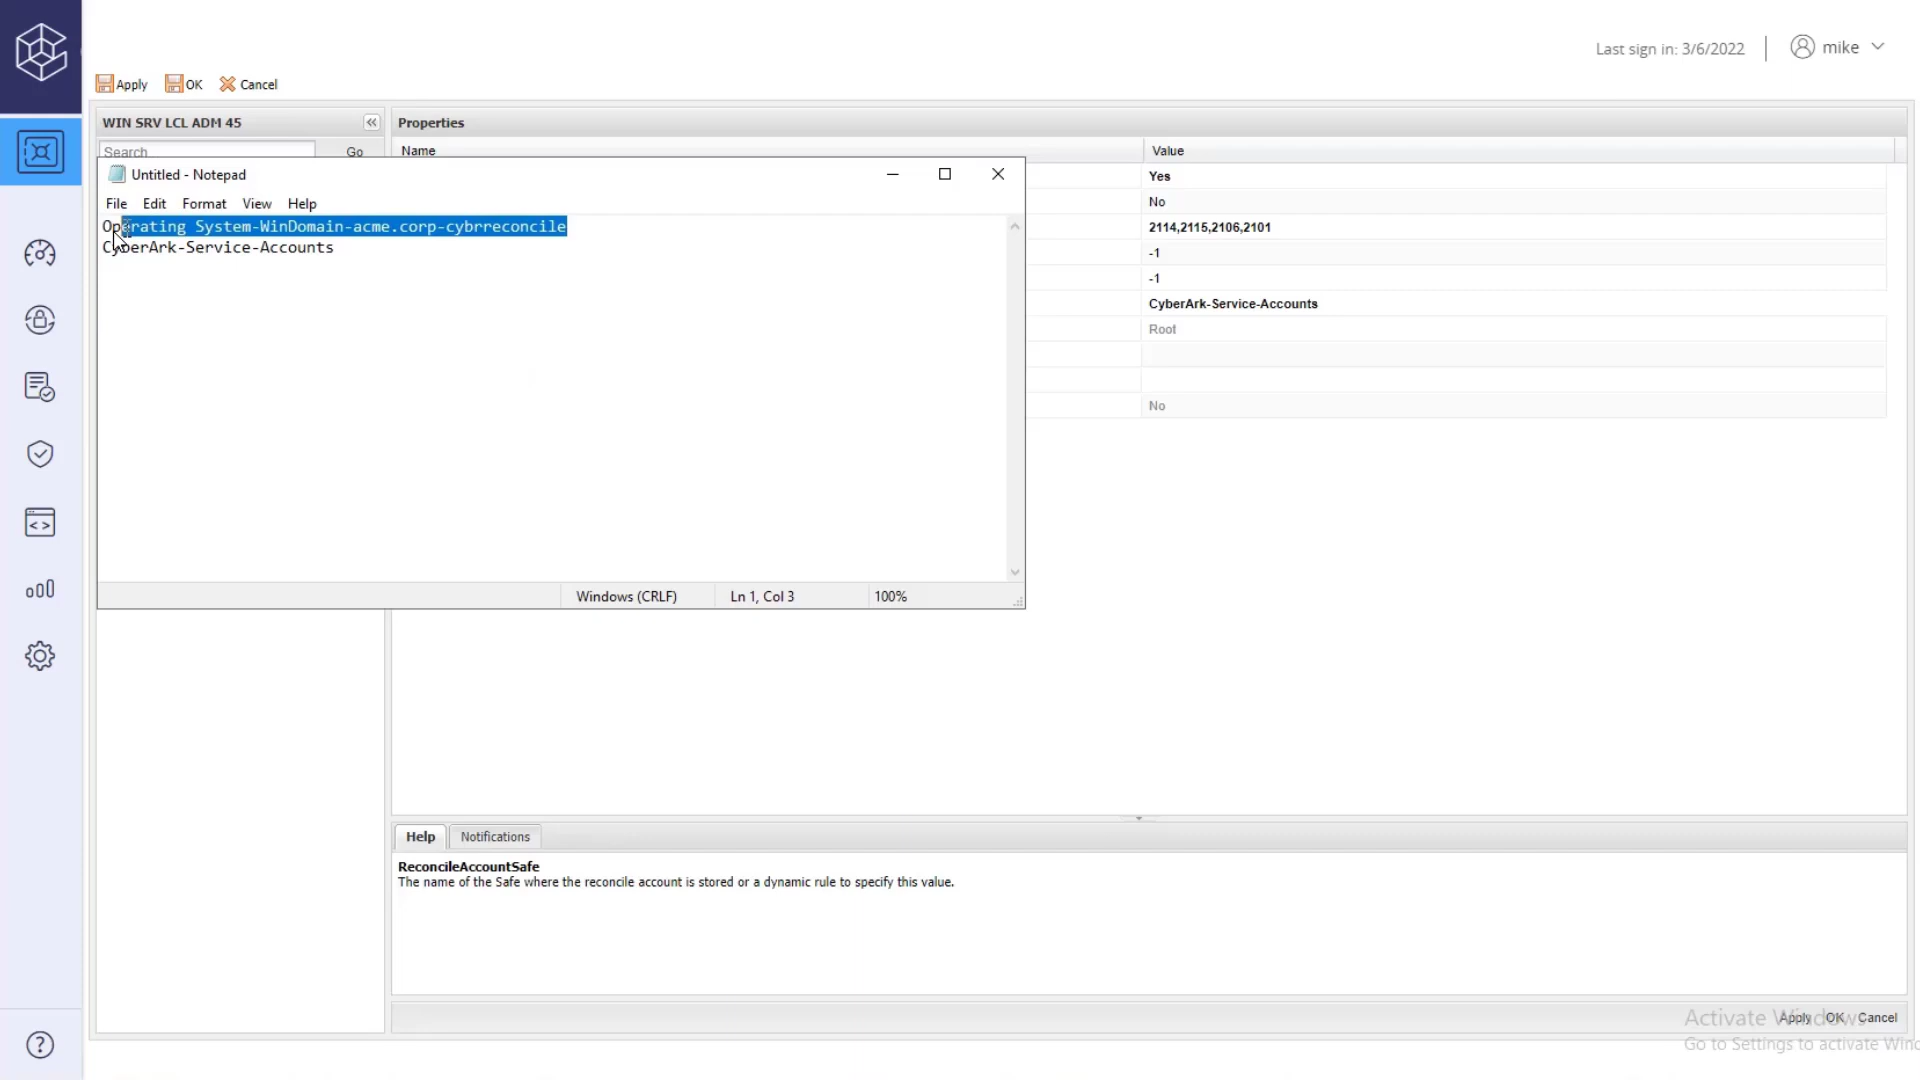 Last sign in: 3/6/2022
mike
Apply
OK
Cancel
WIN SRV LCL ADM 45
Properties
Search
Go
Name
Value
Untitled - Notepad
File
Edit
Format
View
Help
Operating System-WinDomain-acme.corp-cybrreconcile
CyberArk-Service-Accounts
Windows (CRLF)
Ln 1, Col 3
100%
Yes
No
2114,2115,2106,2101
-1
-1
CyberArk-Service-Accounts
Root
No
Help
Notifications
ReconcileAccountSafe
The name of the Safe where the reconcile account is stored or a dynamic rule to specify this value.
Activate Windows
Apply
OK
Cancel
Go to Settings to activate Win